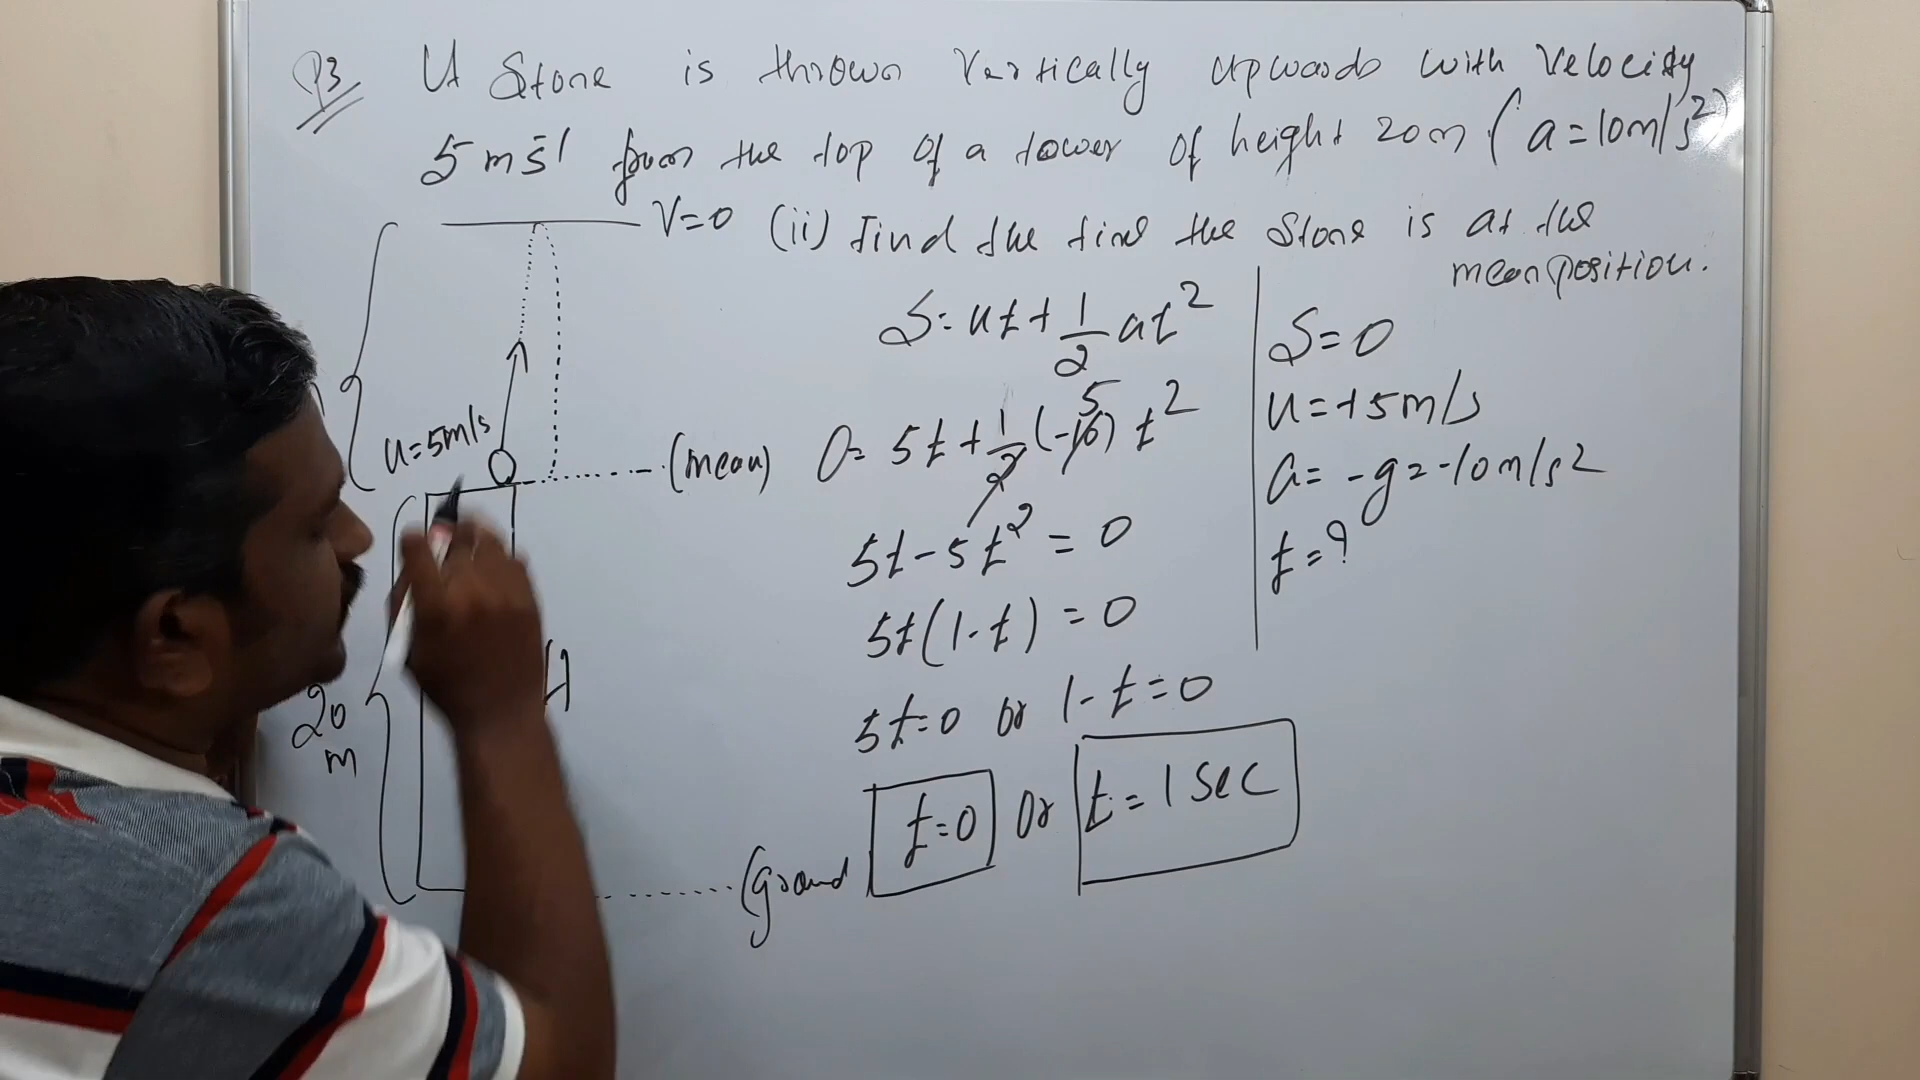 Q3 A Stone is thrown Vertically upwards with Velocity
5 ms-1 from the top of a tower of height 20m (a=10m/s²)
V=0 (ii) Find the time the Stone is at the
mean position.
S= ut+1/2 at²
S=0
u=5m/s
(mean)
0= 5t+1/2(-10)5 t²
u=+5m/s
a= -g=-10m/s2
5t-5t²=0
t=?
5t(1-t)=0
20
m
H
5t=0 or 1-t=0
t=0 Or t=1 Sec
(ground